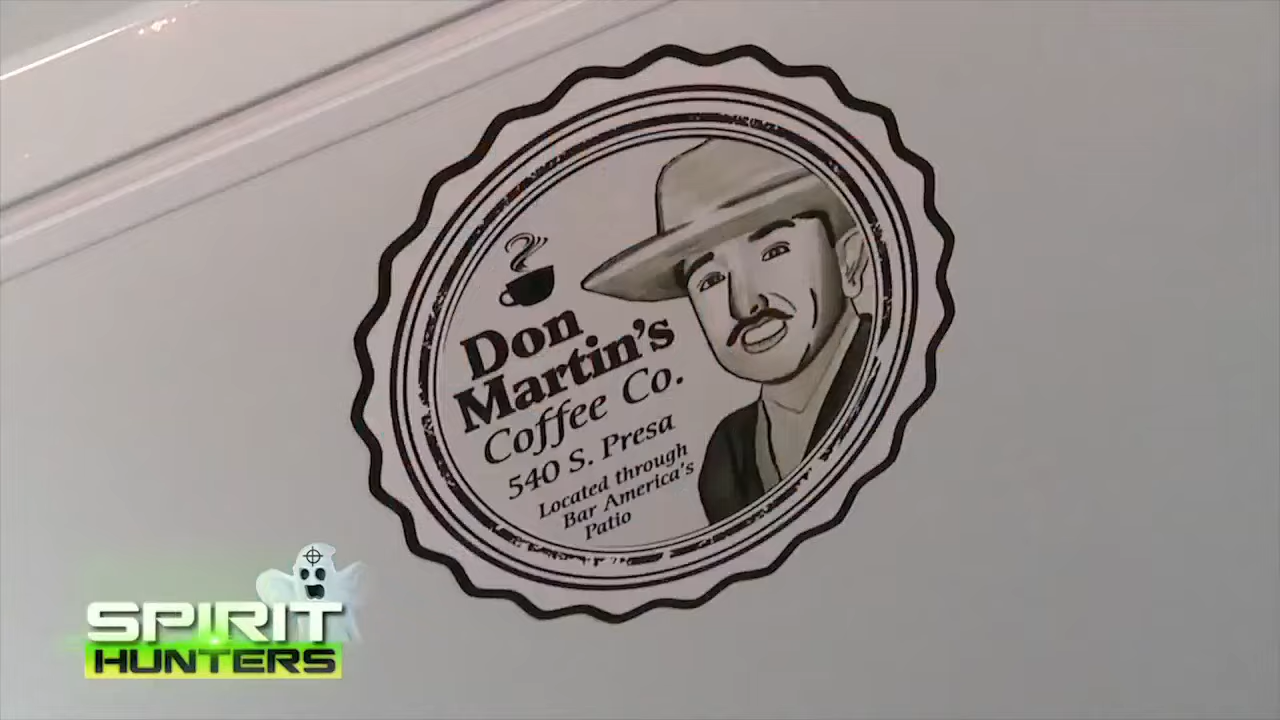 Don
Martin's
Coffee Co.
540 S. Presa
Located through
Bar America's
Patio
SPIRIT
HUNTERS